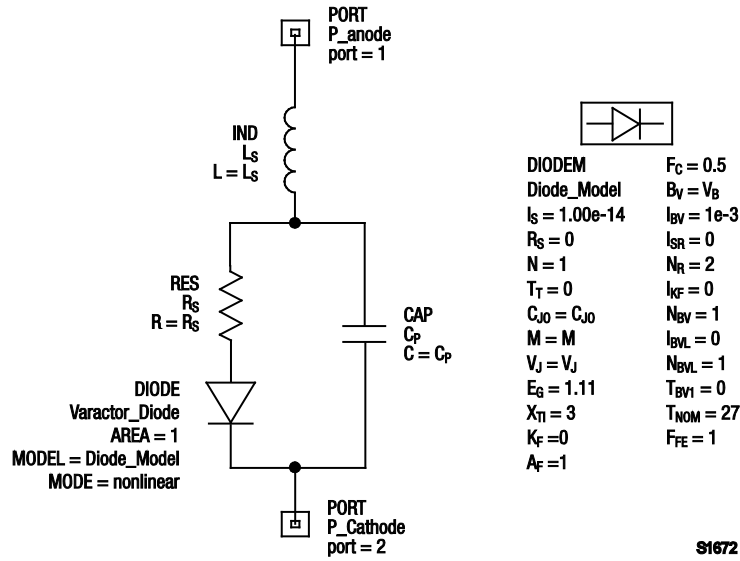 PORT
P_anode
port = 1
IND
LS
L = LS
RES
RS
R = RS
CAP
CP
C = CP
DIODE
Varactor_Diode
AREA = 1
MODEL = Diode_Model
MODE = nonlinear
PORT
P_Cathode
port = 2
DIODEM
Diode_Model
IS = 1.00e-14
RS = 0
N = 1
TT = 0
CJO = CJO
M = M
VJ = VJ
EG = 1.11
XTI = 3
KF =0
AF =1
FC = 0.5
BV = VB
IBV = 1e-3
ISR = 0
NR = 2
IKF = 0
NBV = 1
IBVL = 0
NBVL = 1
TBV1 = 0
TNOM = 27
FFE = 1
S1672